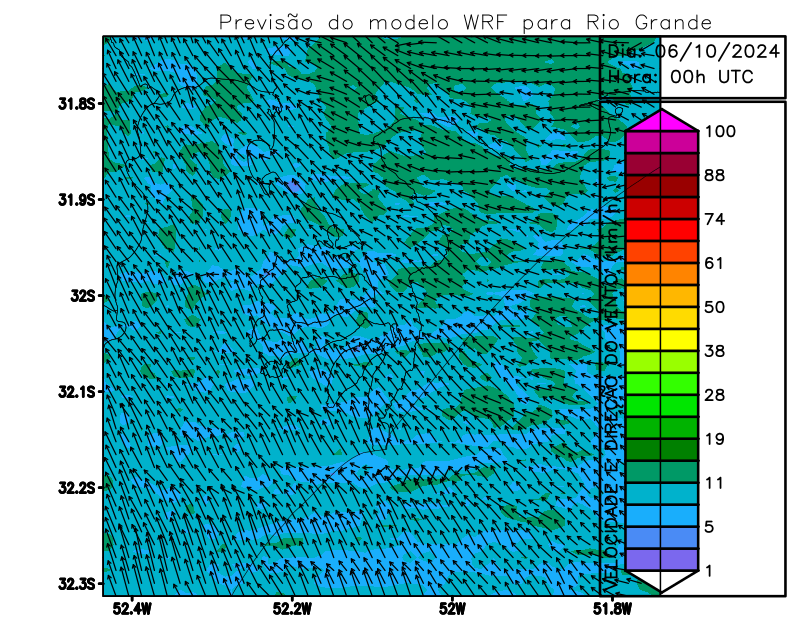 Previsão do modelo WRF para Rio Grande
Dia: 06/10/2024
Hora: 00h UTC
31.8S
31.9S
32S
32.1S
32.2S
32.3S
52.4W
52.2W
52W
51.8W
VELOCIDADE E DIREÇÃO DO VENTO (km/h)
100
88
74
61
50
38
28
19
11
5
1